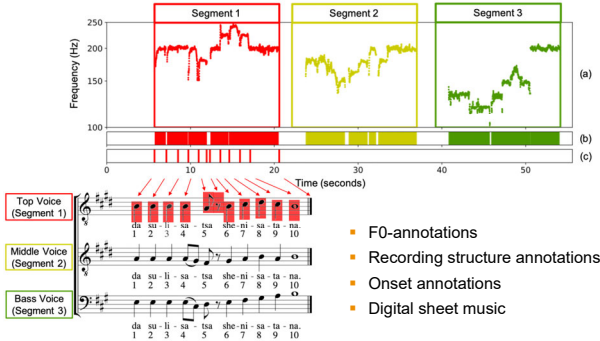 Segment 1 Segment 2 Segment 3
250
200
150
100
Frequency (Hz)
(a)
(b)
(c)
0 10 20 30 40 50
Time (seconds)
Top Voice
(Segment 1)
da su - li - sa - tsa she - ni - sa - ta - na.
1 2 3 4 5 6 7 8 9 10
Middle Voice
(Segment 2)
da su - li - sa - tsa she - ni - sa - ta - na.
1 2 3 4 5 6 7 8 9 10
Bass Voice
(Segment 3)
da su - li - sa - tsa she - ni - sa - ta - na.
1 2 3 4 5 6 7 8 9 10
8
8
▪ F0-annotations
▪ Recording structure annotations
▪ Onset annotations
▪ Digital sheet music